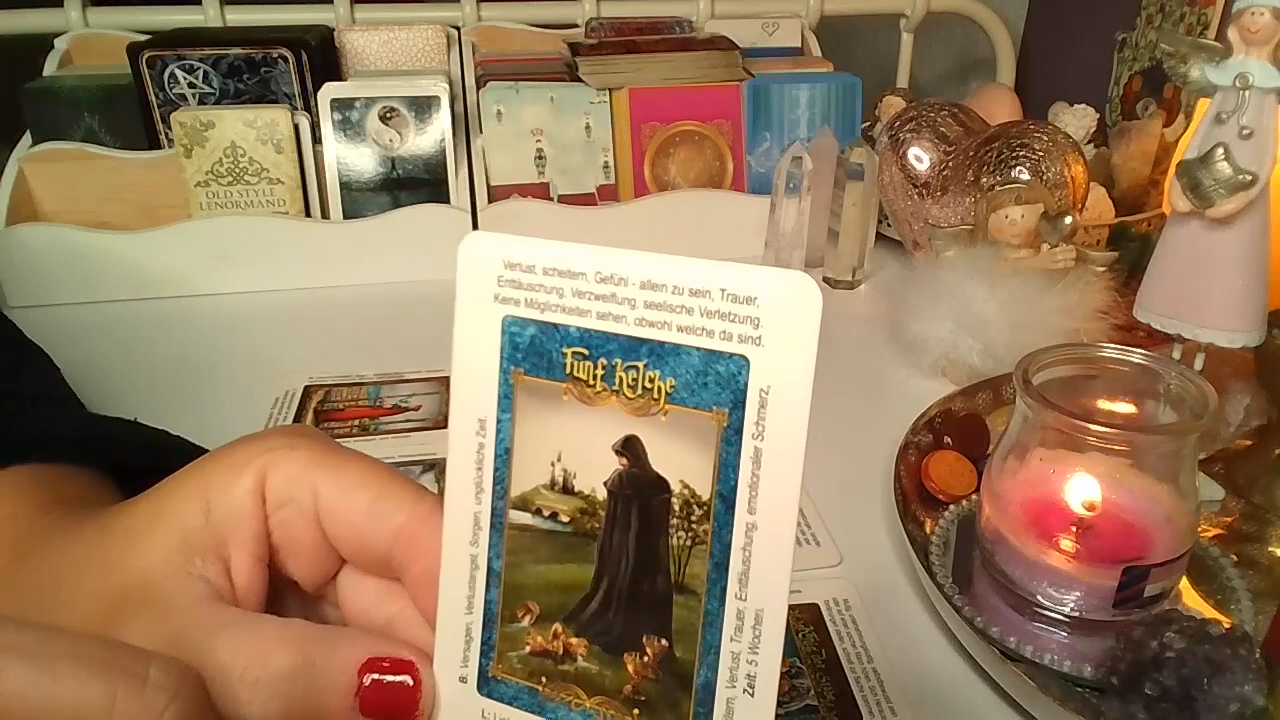 OLD STYLE
LENORMAND
Verlust, scheitern, Gefühl - allein zu sein, Trauer,
Enttäuschung, Verzweiflung, seelische Verletzung.
Keine Möglichkeiten sehen, obwohl welche da sind.
Fünf Kelche
B: Versagen, Verlustangst, Sorgen, unglückliche Zeit.
Verlust, Trauer, Enttäuschung, emotionaler Schmerz,
Zeit: 5 Wochen.